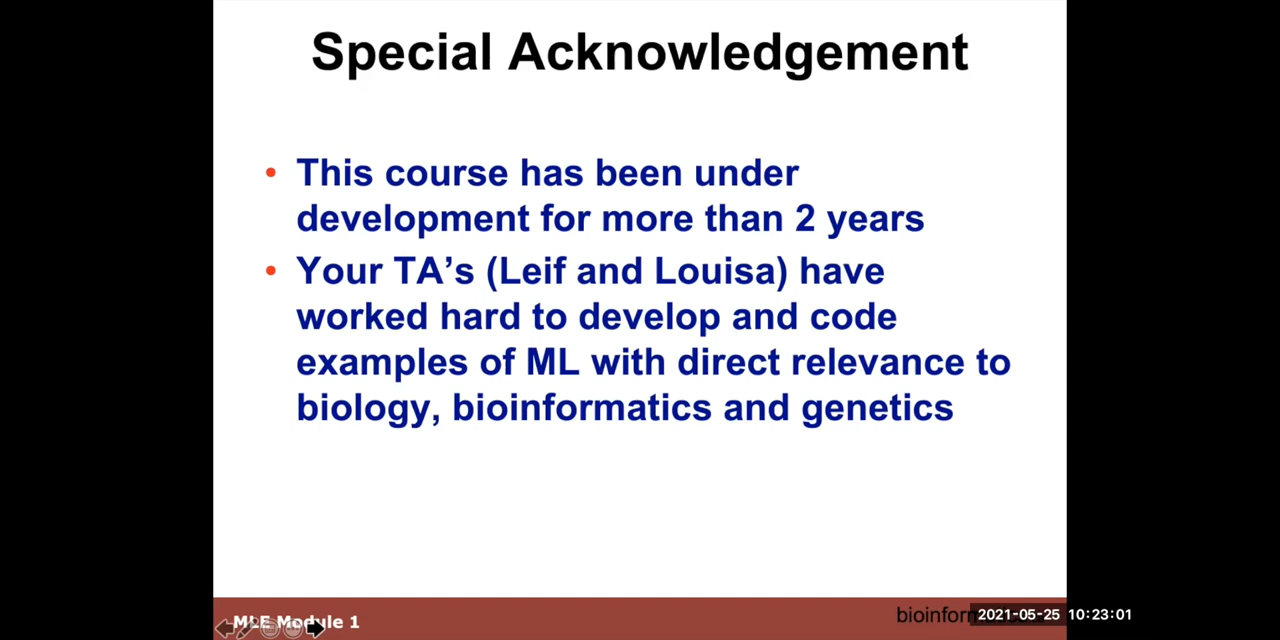 Special Acknowledgement
• This course has been under
development for more than 2 years
• Your TA’s (Leif and Louisa) have
worked hard to develop and code
examples of ML with direct relevance to
biology, bioinformatics and genetics
MLE Module 1
2021-05-25 10:23:01